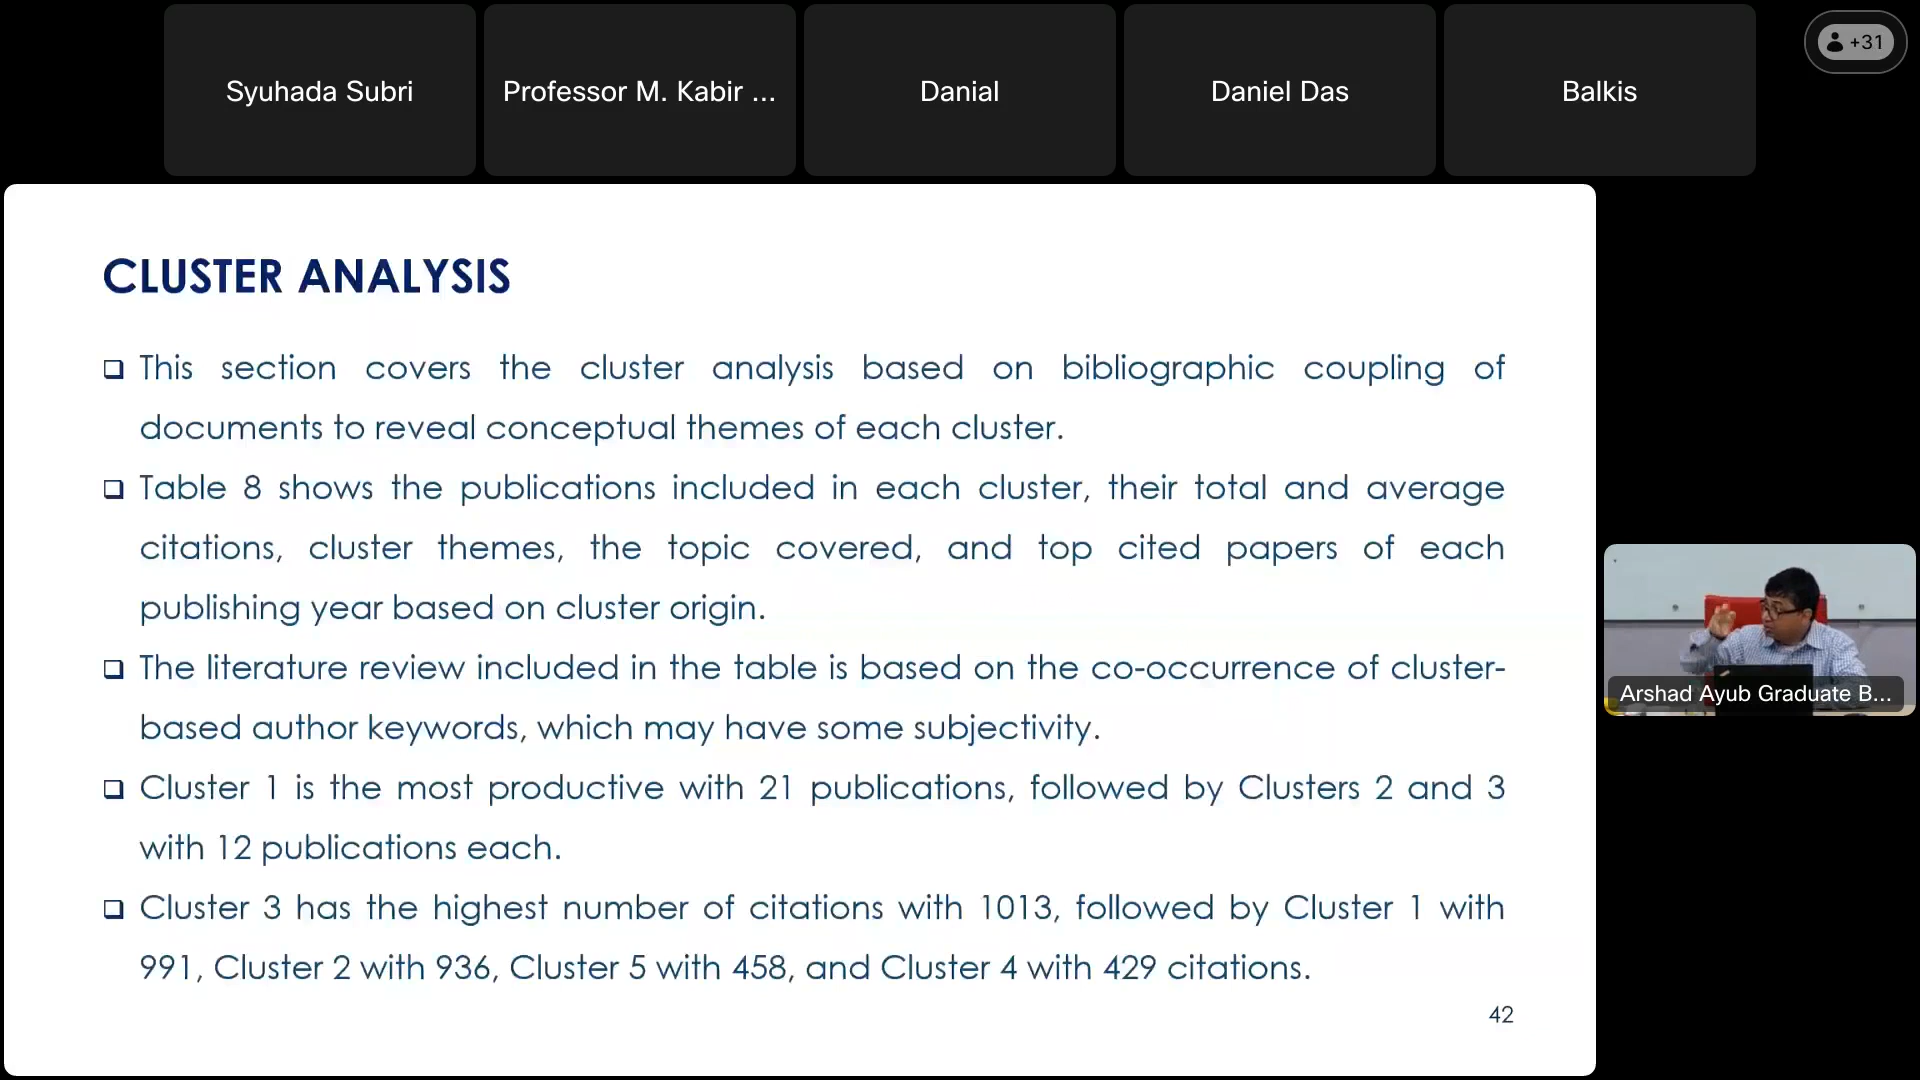 Syuhada Subri
Professor M. Kabir ...
Danial
Daniel Das
Balkis
+31
CLUSTER ANALYSIS
This section covers the cluster analysis based on bibliographic coupling of
documents to reveal conceptual themes of each cluster.
Table 8 shows the publications included in each cluster, their total and average
citations, cluster themes, the topic covered, and top cited papers of each
publishing year based on cluster origin.
The literature review included in the table is based on the co-occurrence of cluster-
based author keywords, which may have some subjectivity.
Cluster 1 is the most productive with 21 publications, followed by Clusters 2 and 3
with 12 publications each.
Cluster 3 has the highest number of citations with 1013, followed by Cluster 1 with
991, Cluster 2 with 936, Cluster 5 with 458, and Cluster 4 with 429 citations.
42
Arshad Ayub Graduate B...